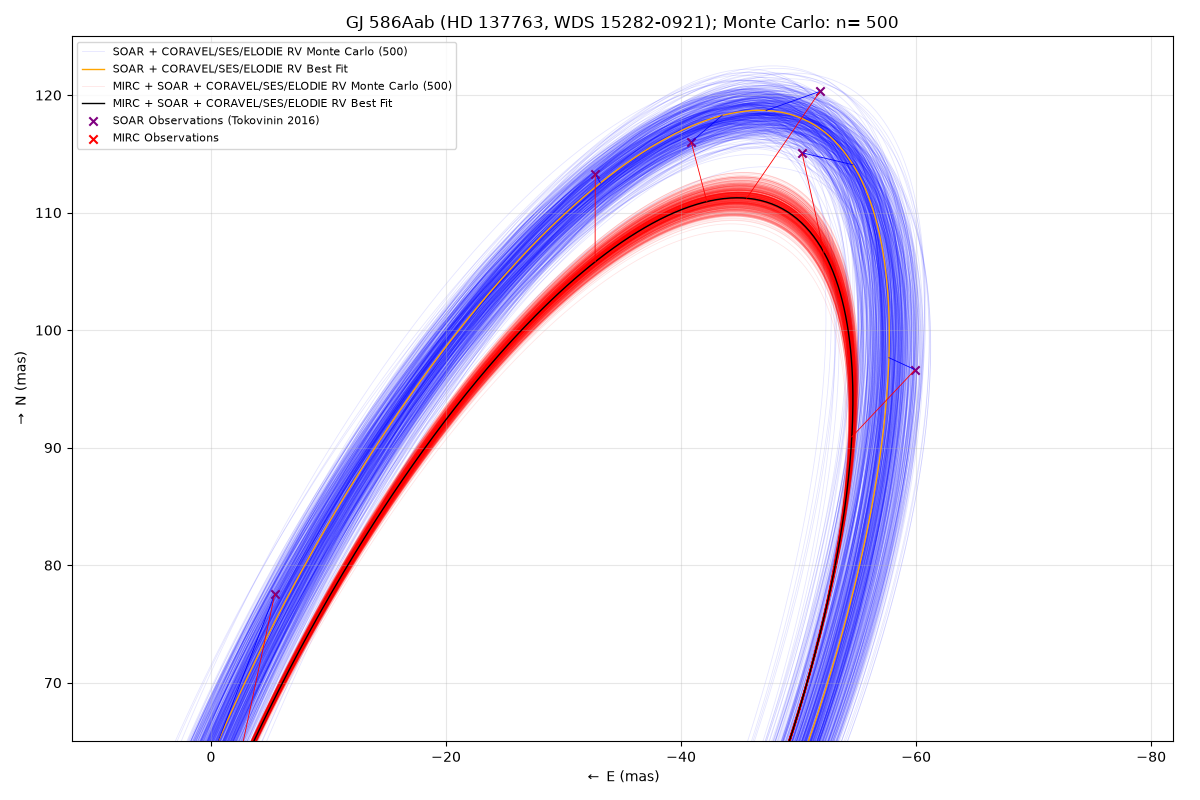 GJ 586Aab (HD 137763, WDS 15282-0921); Monte Carlo: n= 500
SOAR + CORAVEL/SES/ELODIE RV Monte Carlo (500)
SOAR + CORAVEL/SES/ELODIE RV Best Fit
MIRC + SOAR + CORAVEL/SES/ELODIE RV Monte Carlo (500)
MIRC + SOAR + CORAVEL/SES/ELODIE RV Best Fit
SOAR Observations (Tokovinin 2016)
MIRC Observations
120
110
100
90
80
70
→ N (mas)
0
−20
−40
−60
−80
← E (mas)